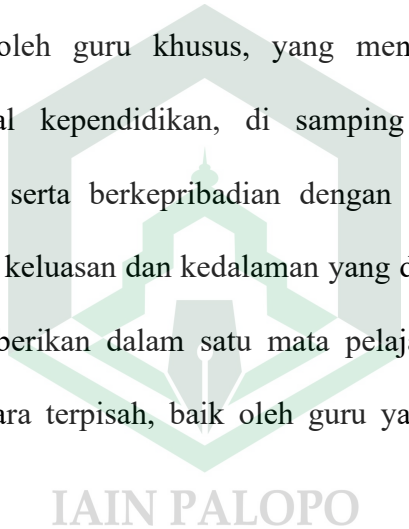 oleh guru khusus, yang men
al kependidikan, di samping
serta berkepribadian dengan
keluasan dan kedalaman yang d
berikan dalam satu mata pelaja
ara terpisah, baik oleh guru ya
IAIN PALOPO